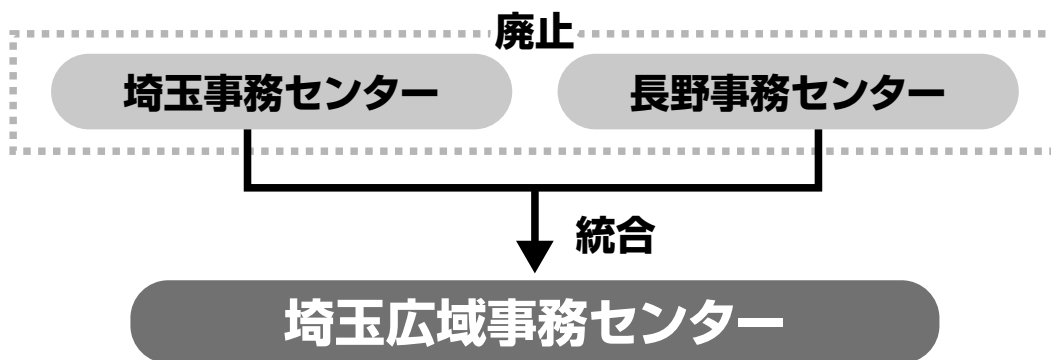 廃止
埼玉事務センター
長野事務センター
統合
埼玉広域事務センター